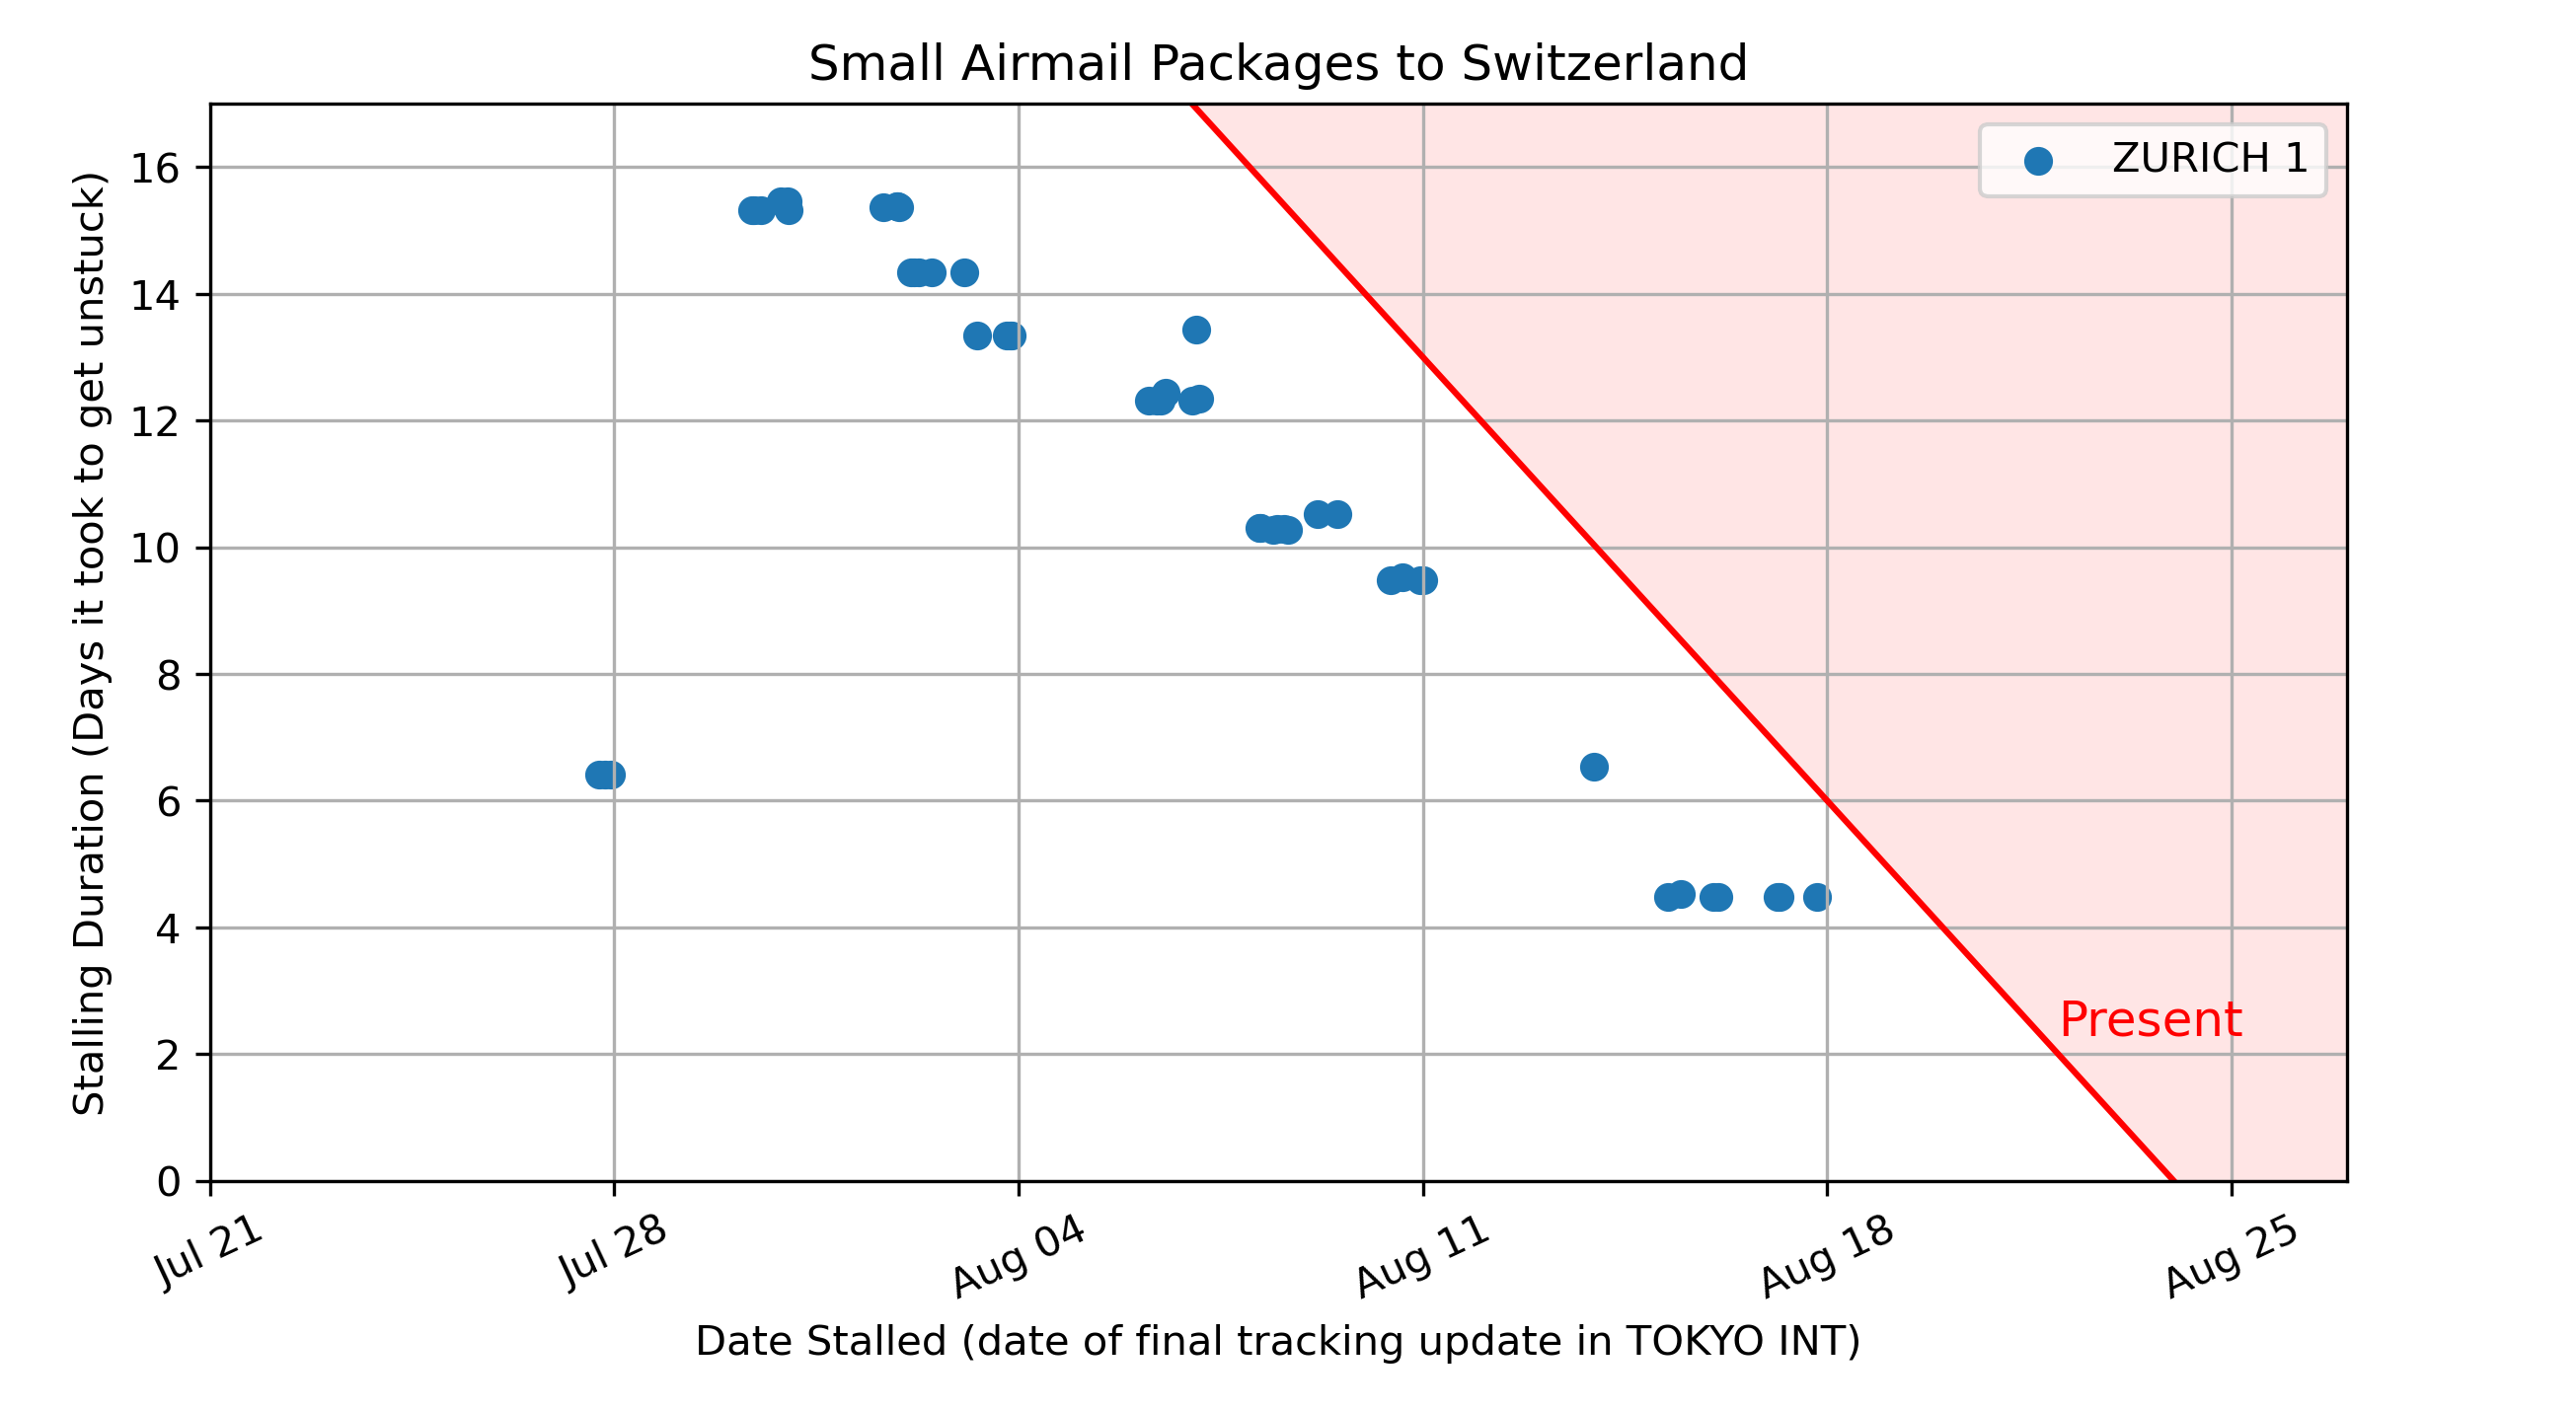 Small Airmail Packages to Switzerland
ZURICH 1
Stalling Duration (Days it took to get unstuck)
16
14
12
10
8
6
4
2
0
Present
Jul 21
Jul 28
Aug 04
Aug 11
Aug 18
Aug 25
Date Stalled (date of final tracking update in TOKYO INT)